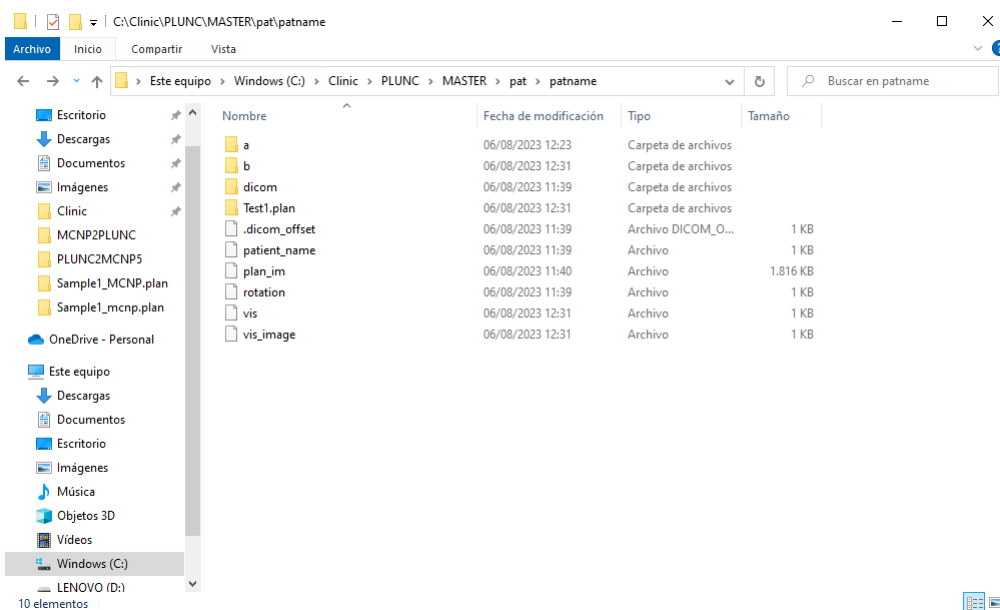 C:\Clinic\PLUNC\MASTER\pat\patname
Archivo Inicio Compartir Vista
Este equipo Windows (C:) Clinic PLUNC MASTER pat patname Buscar en patname
Escritorio
Descargas
Documentos
Imágenes
Clinic
MCNP2PLUNC
PLUNC2MCNP5
Sample1_MCNP.plan
Sample1_mcnp.plan
OneDrive - Personal
Este equipo
Descargas
Documentos
Escritorio
Imágenes
Música
Objetos 3D
Vídeos
Windows (C:)
LENOVO (D:)
Nombre Fecha de modificación Tipo Tamaño
a 06/08/2023 12:23 Carpeta de archivos
b 06/08/2023 12:31 Carpeta de archivos
dicom 06/08/2023 11:39 Carpeta de archivos
Test1.plan 06/08/2023 12:31 Carpeta de archivos
.dicom_offset 06/08/2023 11:39 Archivo DICOM_O... 1 KB
patient_name 06/08/2023 11:39 Archivo 1 KB
plan_im 06/08/2023 11:40 Archivo 1.816 KB
rotation 06/08/2023 11:39 Archivo 1 KB
vis 06/08/2023 12:31 Archivo 1 KB
vis_image 06/08/2023 12:31 Archivo 1 KB
10 elementos